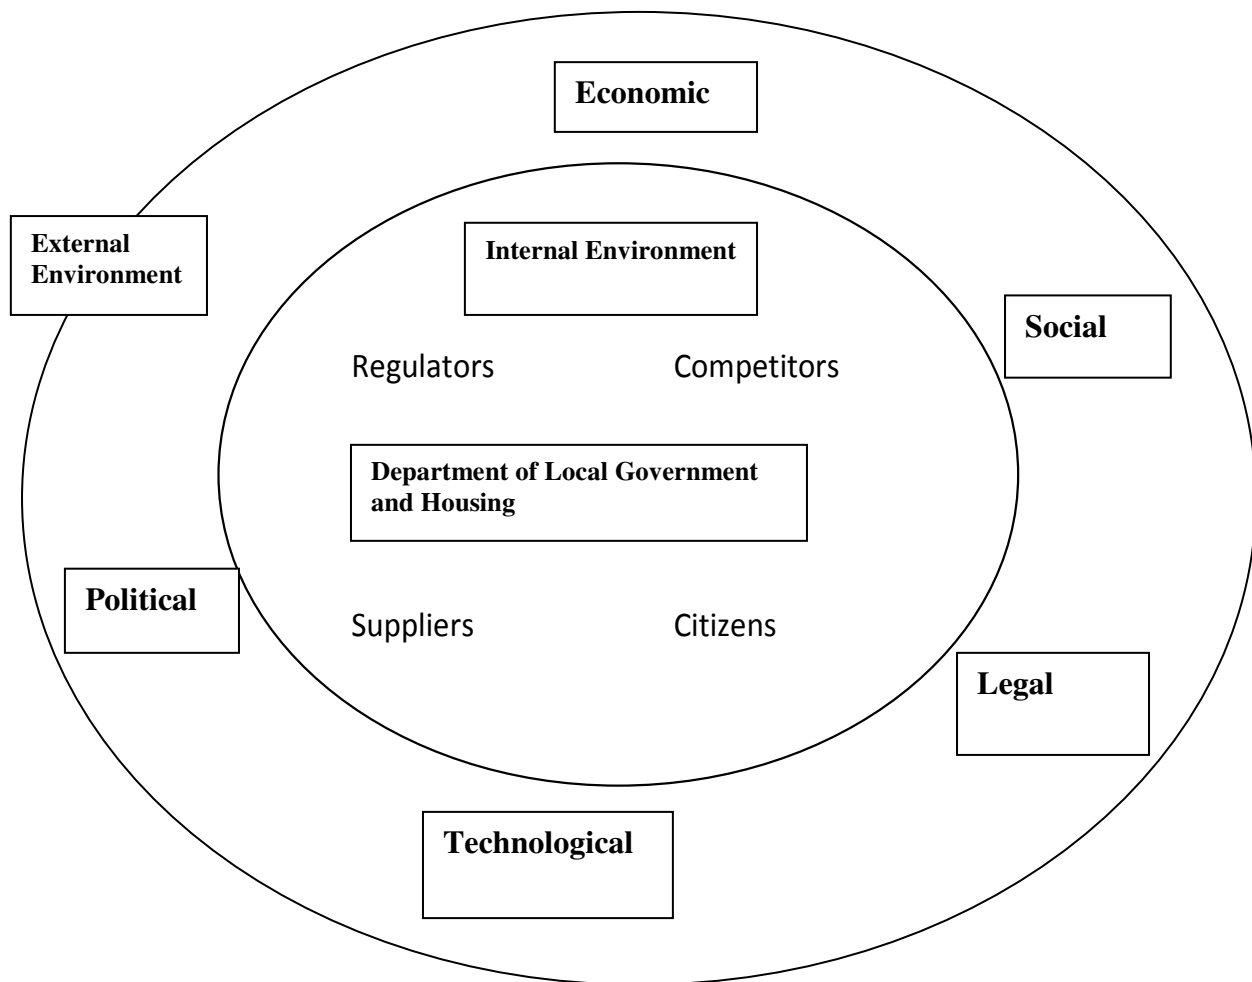 Economic
External
Environment
Internal Environment
Social
Regulators
Competitors
Department of Local Government
and Housing
Political
Suppliers
Citizens
Legal
Technological